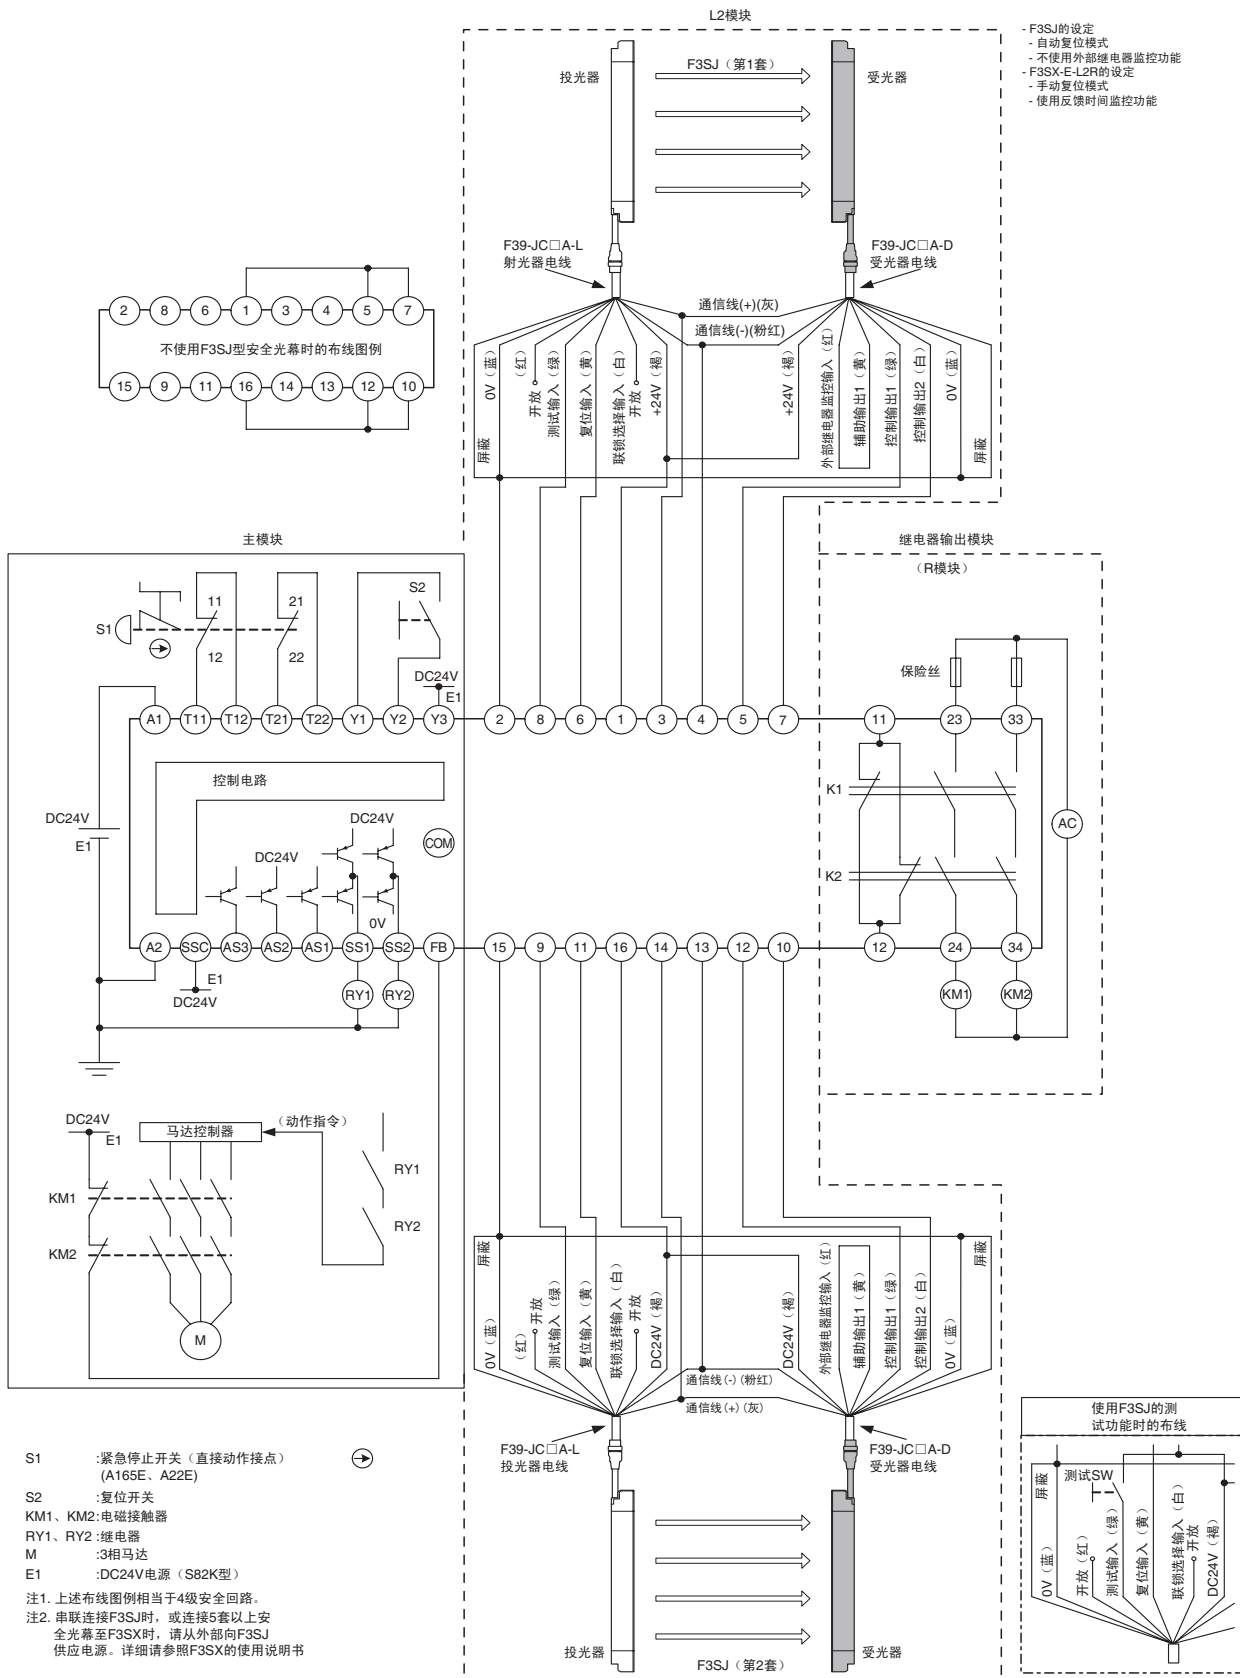 L2模块
- F3SJ的设定
- 自动复位模式
- 不使用外部继电器监控功能
- F3SX-E-L2R的设定
- 手动复位模式
- 使用反馈时间监控功能
投光器
F3SJ（第1套）
受光器
F39-JC□A-L
射光器电线
F39-JC□A-D
受光器电线
通信线(+)(灰)
通信线(-)(粉红)
屏蔽
0V（蓝）
（红）
开放
测试输入（绿）
复位输入（黄）
联锁选择输入（白）
开放
+24V（褐）
+24V（褐）
外部继电器监控输入（红）
辅助输出1（黄）
控制输出1（绿）
控制输出2（白）
0V（蓝）
屏蔽
2 8 6 1 3 4 5 7
不使用F3SJ型安全光幕时的布线图例
15 9 11 16 14 13 12 10
主模块
继电器输出模块
（R模块）
S1
11
12
21
22
S2
DC24V
E1
保险丝
A1 T11 T12 T21 T22 Y1 Y2 Y3 2 8 6 1 3 4 5 7 11 23 33
控制电路
K1
K2
AC
DC24V
E1
DC24V
DC24V
COM
0V
A2 SSC AS3 AS2 AS1 SS1 SS2 FB 15 9 11 16 14 13 12 10 12 24 34
E1
DC24V
RY1 RY2
KM1 KM2
DC24V
E1
马达控制器
（动作指令）
RY1
RY2
KM1
KM2
M
屏蔽
0V（蓝）
（红）
开放
测试输入（绿）
复位输入（黄）
联锁选择输入（白）
开放
DC24V（褐）
DC24V（褐）
外部继电器监控输入（红）
辅助输出1（黄）
控制输出1（绿）
控制输出2（白）
0V（蓝）
屏蔽
通信线(-)(粉红)
通信线(+)(灰)
F39-JC□A-L
投光器电线
F39-JC□A-D
受光器电线
投光器
F3SJ（第2套）
受光器
使用F3SJ的测
试功能时的布线
屏蔽
测试SW
0V（蓝）
开放（红）
测试输入（绿）
复位输入（黄）
联锁选择输入（白）
开放
DC24V（褐）
S1 :紧急停止开关（直接动作接点）
(A165E、A22E)
S2 :复位开关
KM1、KM2:电磁接触器
RY1、RY2 :继电器
M :3相马达
E1 :DC24V电源（S82K型）
注1. 上述布线图例相当于4级安全回路。
注2. 串联连接F3SJ时，或连接5套以上安
全光幕至F3SX时，请从外部向F3SJ
供应电源。详细请参照F3SX的使用说明书